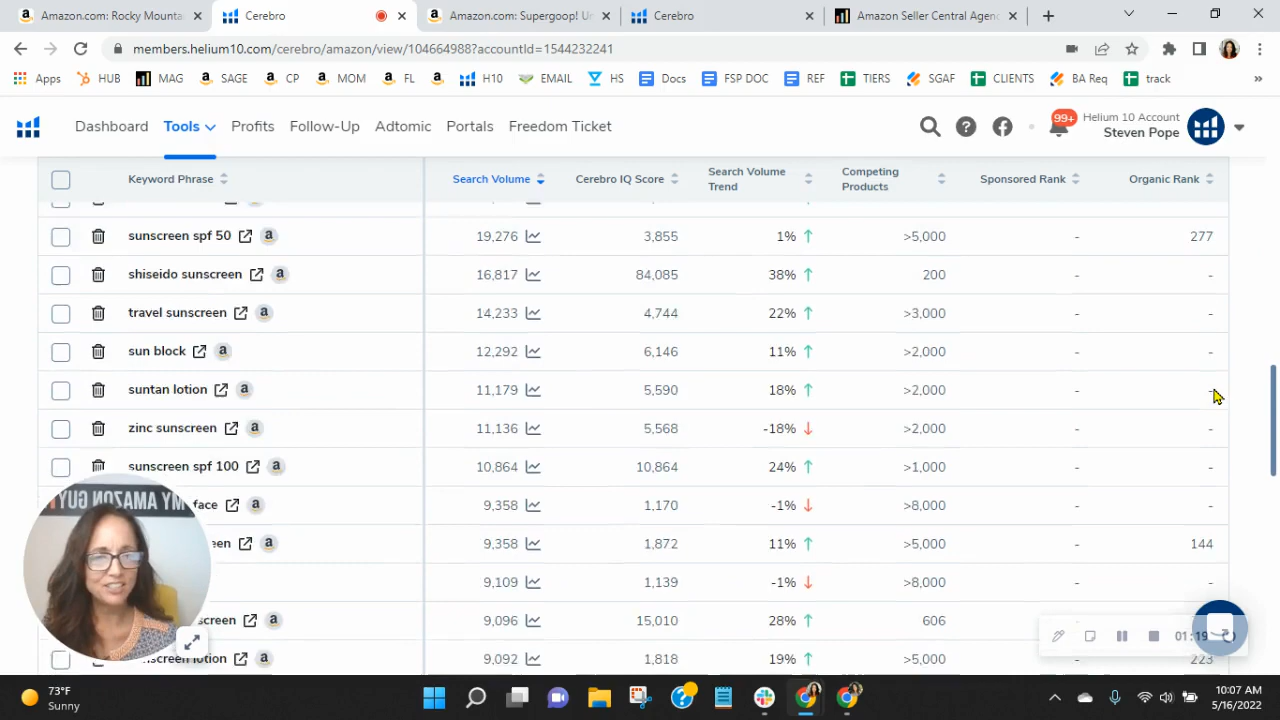 Amazon.com: Rocky Mounta
Cerebro
Amazon.com: Supergoop! Un
Cerebro
Amazon Seller Central Agen
members.helium10.com/cerebro/amazon/view/104664988?accountId=1544232241
Apps HUB MAG SAGE CP MOM FL H10 EMAIL HS Docs FSP DOC REF TIERS SGAF CLIENTS BA Req track
Dashboard Tools Profits Follow-Up Adtomic Portals Freedom Ticket
99+
Helium 10 Account
Steven Pope
Keyword Phrase Search Volume Cerebro IQ Score Search Volume Trend Competing Products Sponsored Rank Organic Rank
sunscreen spf 50 19,276 3,855 1% >5,000 - 277
shiseido sunscreen 16,817 84,085 38% 200 - -
travel sunscreen 14,233 4,744 22% >3,000 - -
sun block 12,292 6,146 11% >2,000 - -
suntan lotion 11,179 5,590 18% >2,000 - -
zinc sunscreen 11,136 5,568 -18% >2,000 - -
sunscreen spf 100 10,864 10,864 24% >1,000 - -
face 9,358 1,170 -1% >8,000 - -
een 9,358 1,872 11% >5,000 - 144
9,109 1,139 -1% >8,000 - -
screen 9,096 15,010 28% 606
nscreen lotion 9,092 1,818 19% >5,000 - 223
MY AMAZON GUY
01:19
73°F
Sunny
10:07 AM
5/16/2022